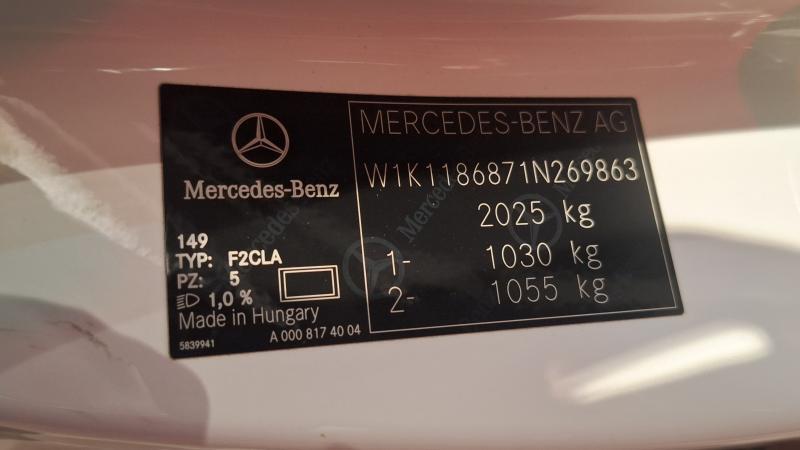 Mercedes-Benz
149
TYP: F2CLA
PZ: 5
1,0 %
Made in Hungary
5839941
A 000 817 40 04
MERCEDES-BENZ AG
W1K1186871N269863
2025 kg
1- 1030 kg
2- 1055 kg